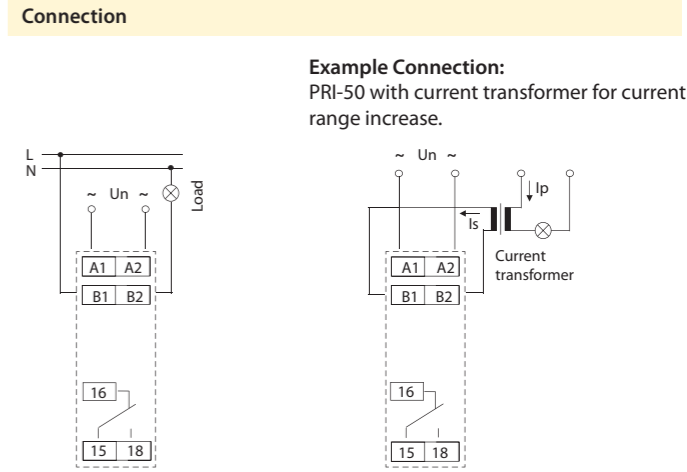 Connection
Example Connection:
PRI-50 with current transformer for current
range increase.
L
N
~ Un ~
Load
A1 A2
B1 B2
16
15 18
~ Un ~
Ip
Is
Current
transformer
A1 A2
B1 B2
16
15 18